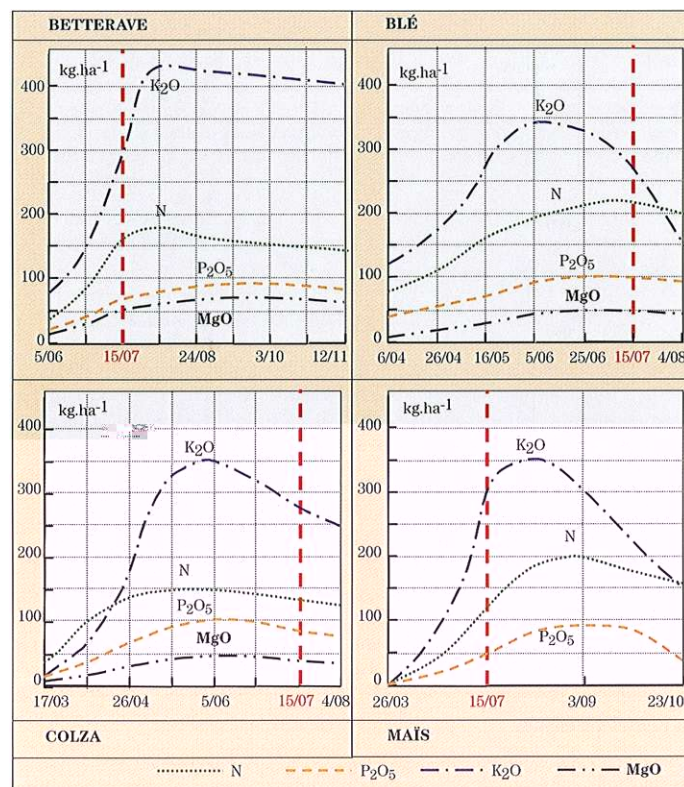 BETTERAVE
kg.ha-1
400
300
200
100
0
K2O
N
P2O5
MgO
5/06 15/07 24/08 3/10 12/11
BLÉ
kg.ha-1
400
300
200
100
0
K2O
N
P2O5
MgO
6/04 26/04 16/05 5/06 25/06 15/07 4/08
kg.ha-1
400
300
200
100
0
K2O
N
P2O5
MgO
17/03 26/04 5/06 15/07 4/08
COLZA
kg.ha-1
400
300
200
100
0
K2O
N
P2O5
26/03 15/07 3/09 23/10
MAÏS
N P2O5 K2O MgO